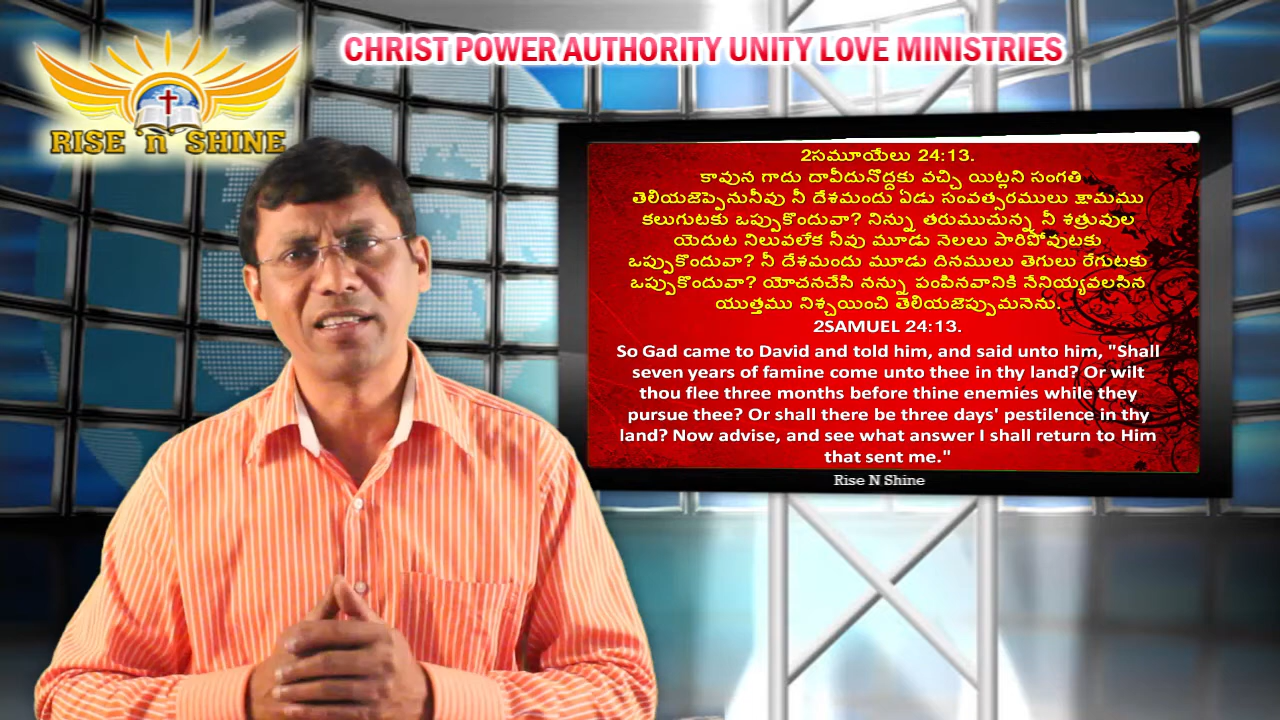 CHRIST POWER AUTHORITY UNITY LOVE MINISTRIES
RISE 'n' SHINE
2సమూయేలు 24:13.
కావున గాదు దావీదునొద్దకు వచ్చి యిట్లని సంగతి
తెలియజెప్పెనునీవు నీ దేశమందు ఏడు సంవత్సరములు క్షామము
కలుగుటకు ఒప్పుకొందువా? నిన్ను తరుముచున్న నీ శత్రువుల
యెదుట నిలువలేక నీవు మూడు నెలలు పారిపోవుటకు
ఒప్పుకొందువా? నీ దేశమందు మూడు దినములు తెగులు రేగుటకు
ఒప్పుకొందువా? యోచనచేసి నన్ను పంపినవానికి నేనియ్యవలసిన
యుత్తము నిశ్చయించి తెలియజెప్పుమనెను.
2SAMUEL 24:13.
So Gad came to David and told him, and said unto him, "Shall
seven years of famine come unto thee in thy land? Or wilt
thou flee three months before thine enemies while they
pursue thee? Or shall there be three days' pestilence in thy
land? Now advise, and see what answer I shall return to Him
that sent me."
Rise N Shine